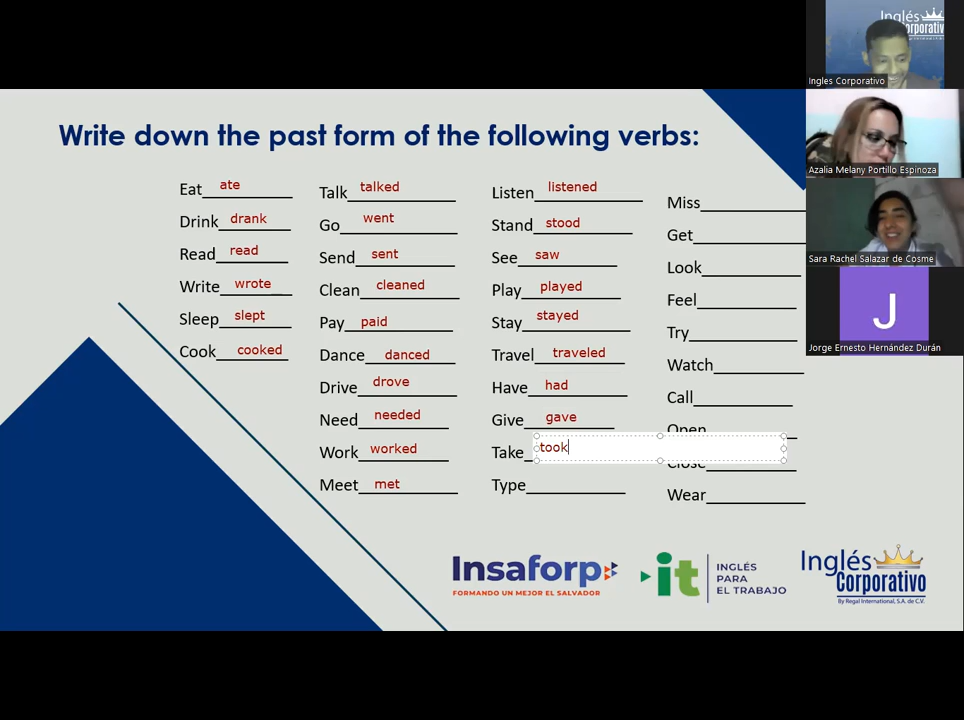 Write down the past form of the following verbs:
Eat ate
Drink drank
Read read
Write wrote
Sleep slept
Cook cooked
Talk talked
Go went
Send sent
Clean cleaned
Pay paid
Dance danced
Drive drove
Need needed
Work worked
Meet met
Listen listened
Stand stood
See saw
Play played
Stay stayed
Travel traveled
Have had
Give gave
Take took
Type
Miss
Get
Look
Feel
Try
Watch
Call
Open
Close
Wear
Insaforp
FORMANDO UN MEJOR EL SALVADOR
it
INGLÉS
PARA
EL TRABAJO
Inglés
Corporativo
By Regal International, S.A. de C.V.
Inglés
Corporativo
Ingles Corporativo
Azalia Melany Portillo Espinoza
Sara Rachel Salazar de Cosme
J
Jorge Ernesto Hernández Durán